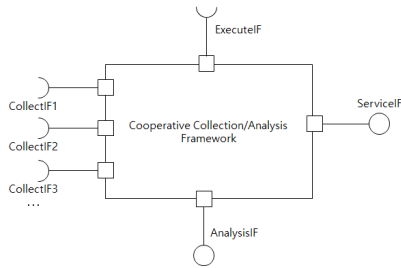 ExecuteIF
CollectIF1
Cooperative Collection/Analysis
Framework
ServiceIF
CollectIF2
CollectIF3
...
AnalysisIF